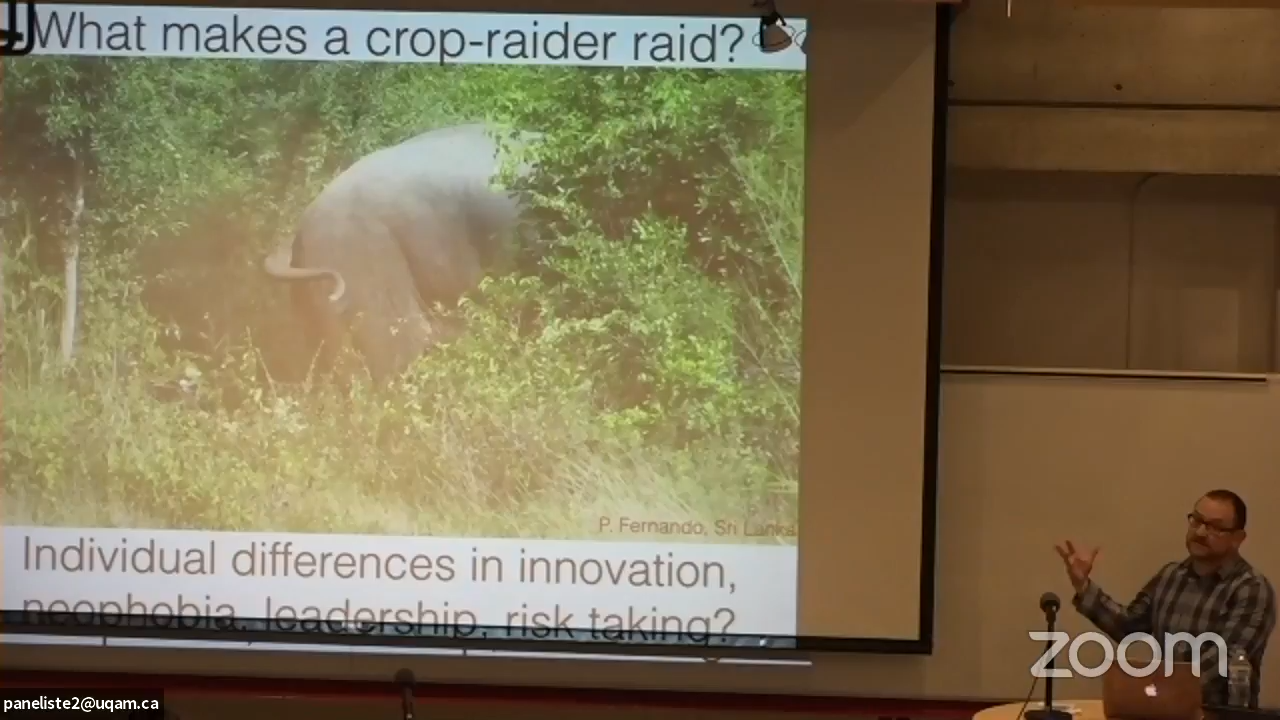 What makes a crop-raider raid?
P. Fernando, Sri Lanka
Individual differences in innovation,
neophobia, leadership, risk taking?
zoom
paneliste2@uqam.ca